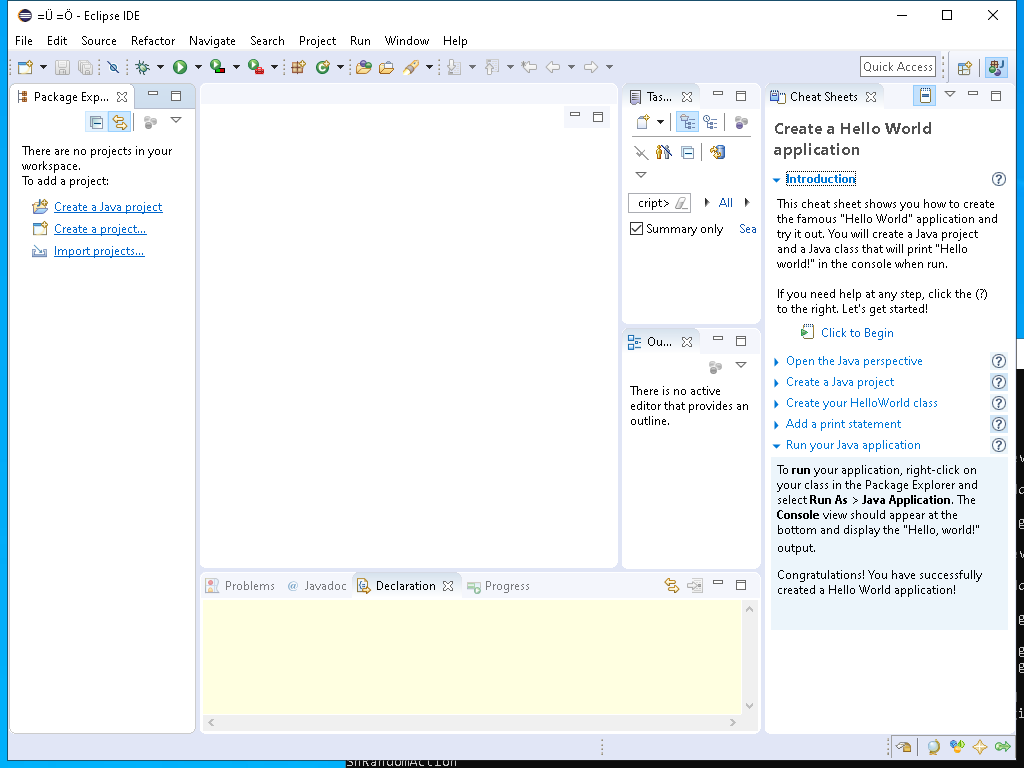 =Ü =Ö - Eclipse IDE
File Edit Source Refactor Navigate Search Project Run Window Help
Quick Access
Package Exp...
There are no projects in your
workspace.
To add a project:
Create a Java project
Create a project...
Import projects...
Tas...
cript>
All
Summary only
Sea
Ou...
There is no active
editor that provides an
outline.
Problems
@ Javadoc
Declaration
Progress
Cheat Sheets
Create a Hello World
application
Introduction
This cheat sheet shows you how to create
the famous "Hello World" application and
try it out. You will create a Java project
and a Java class that will print "Hello
world!" in the console when run.
If you need help at any step, click the (?)
to the right. Let's get started!
Click to Begin
Open the Java perspective
Create a Java project
Create your HelloWorld class
Add a print statement
Run your Java application
To run your application, right-click on
your class in the Package Explorer and
select Run As > Java Application. The
Console view should appear at the
bottom and display the "Hello, world!"
output.
Congratulations! You have successfully
created a Hello World application!